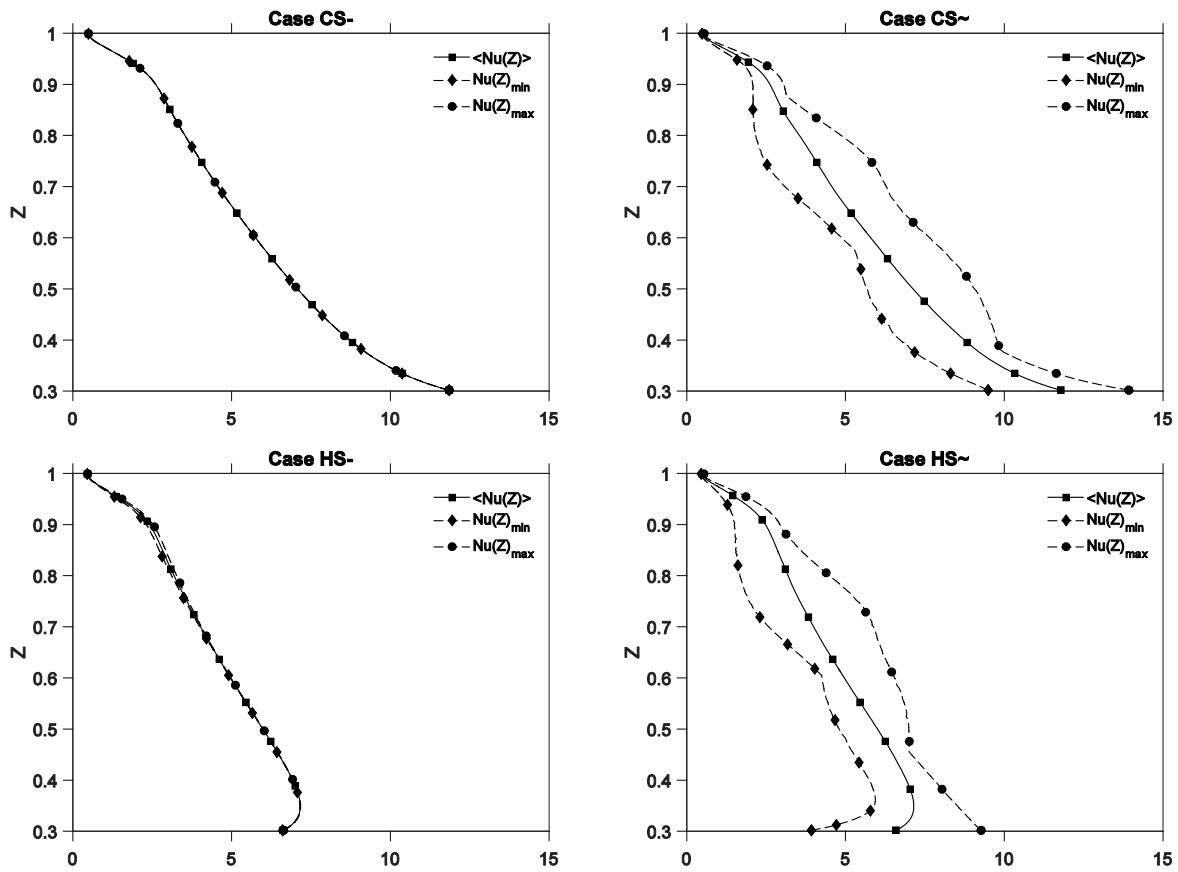 Case CS-
<Nu(Z)>
Nu(Z)min
Nu(Z)max
Z
1
0.9
0.8
0.7
0.6
0.5
0.4
0.3
0 5 10 15
Case CS~
<Nu(Z)>
Nu(Z)min
Nu(Z)max
Z
1
0.9
0.8
0.7
0.6
0.5
0.4
0.3
0 5 10 15
Case HS-
<Nu(Z)>
Nu(Z)min
Nu(Z)max
Z
1
0.9
0.8
0.7
0.6
0.5
0.4
0.3
0 5 10 15
Case HS~
<Nu(Z)>
Nu(Z)min
Nu(Z)max
Z
1
0.9
0.8
0.7
0.6
0.5
0.4
0.3
0 5 10 15